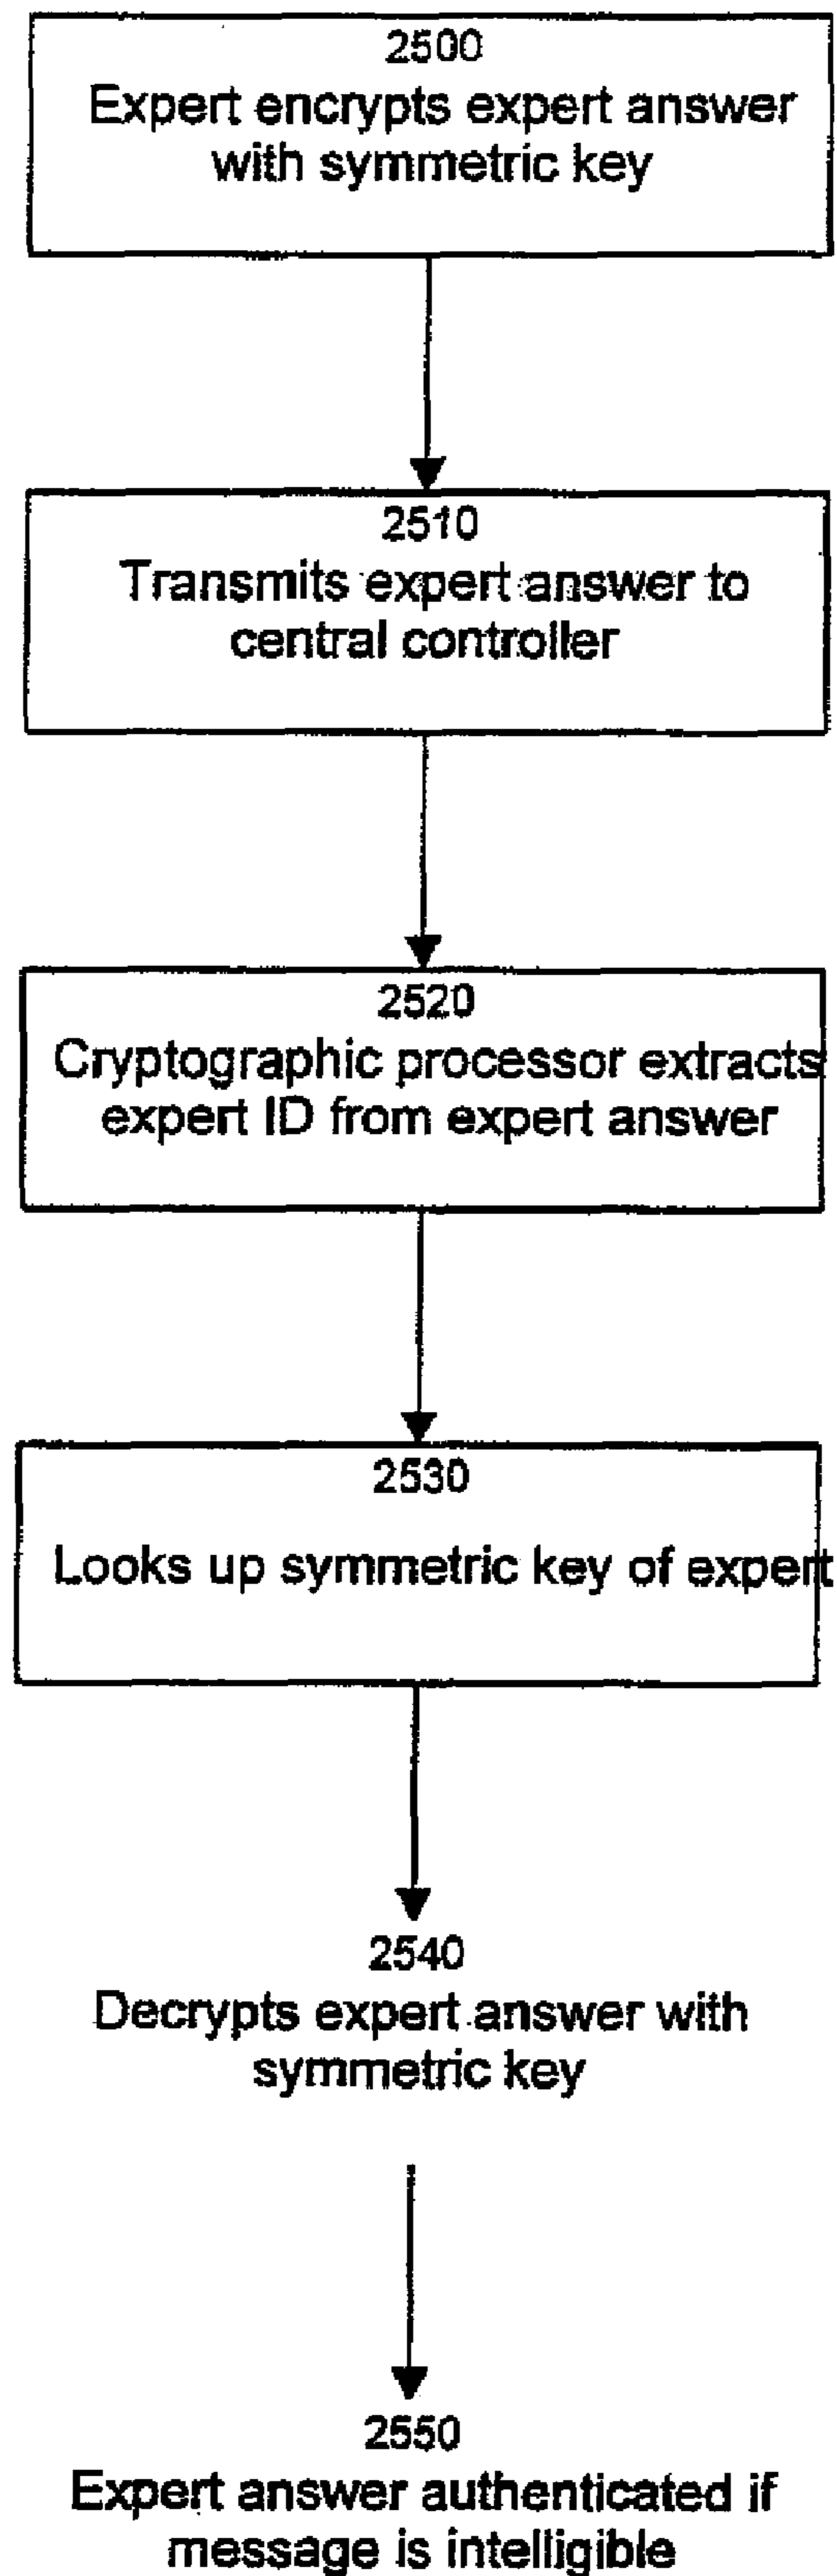 2500
Expert encrypts expert answer
with symmetric key
2510
Transmits expert answer to
central controller
2520
Cryptographic processor extracts
expert ID from expert answer
2530
Looks up symmetric key of expert
2540
Decrypts expert answer with
symmetric key
2550
Expert answer authenticated if
message is intelligible